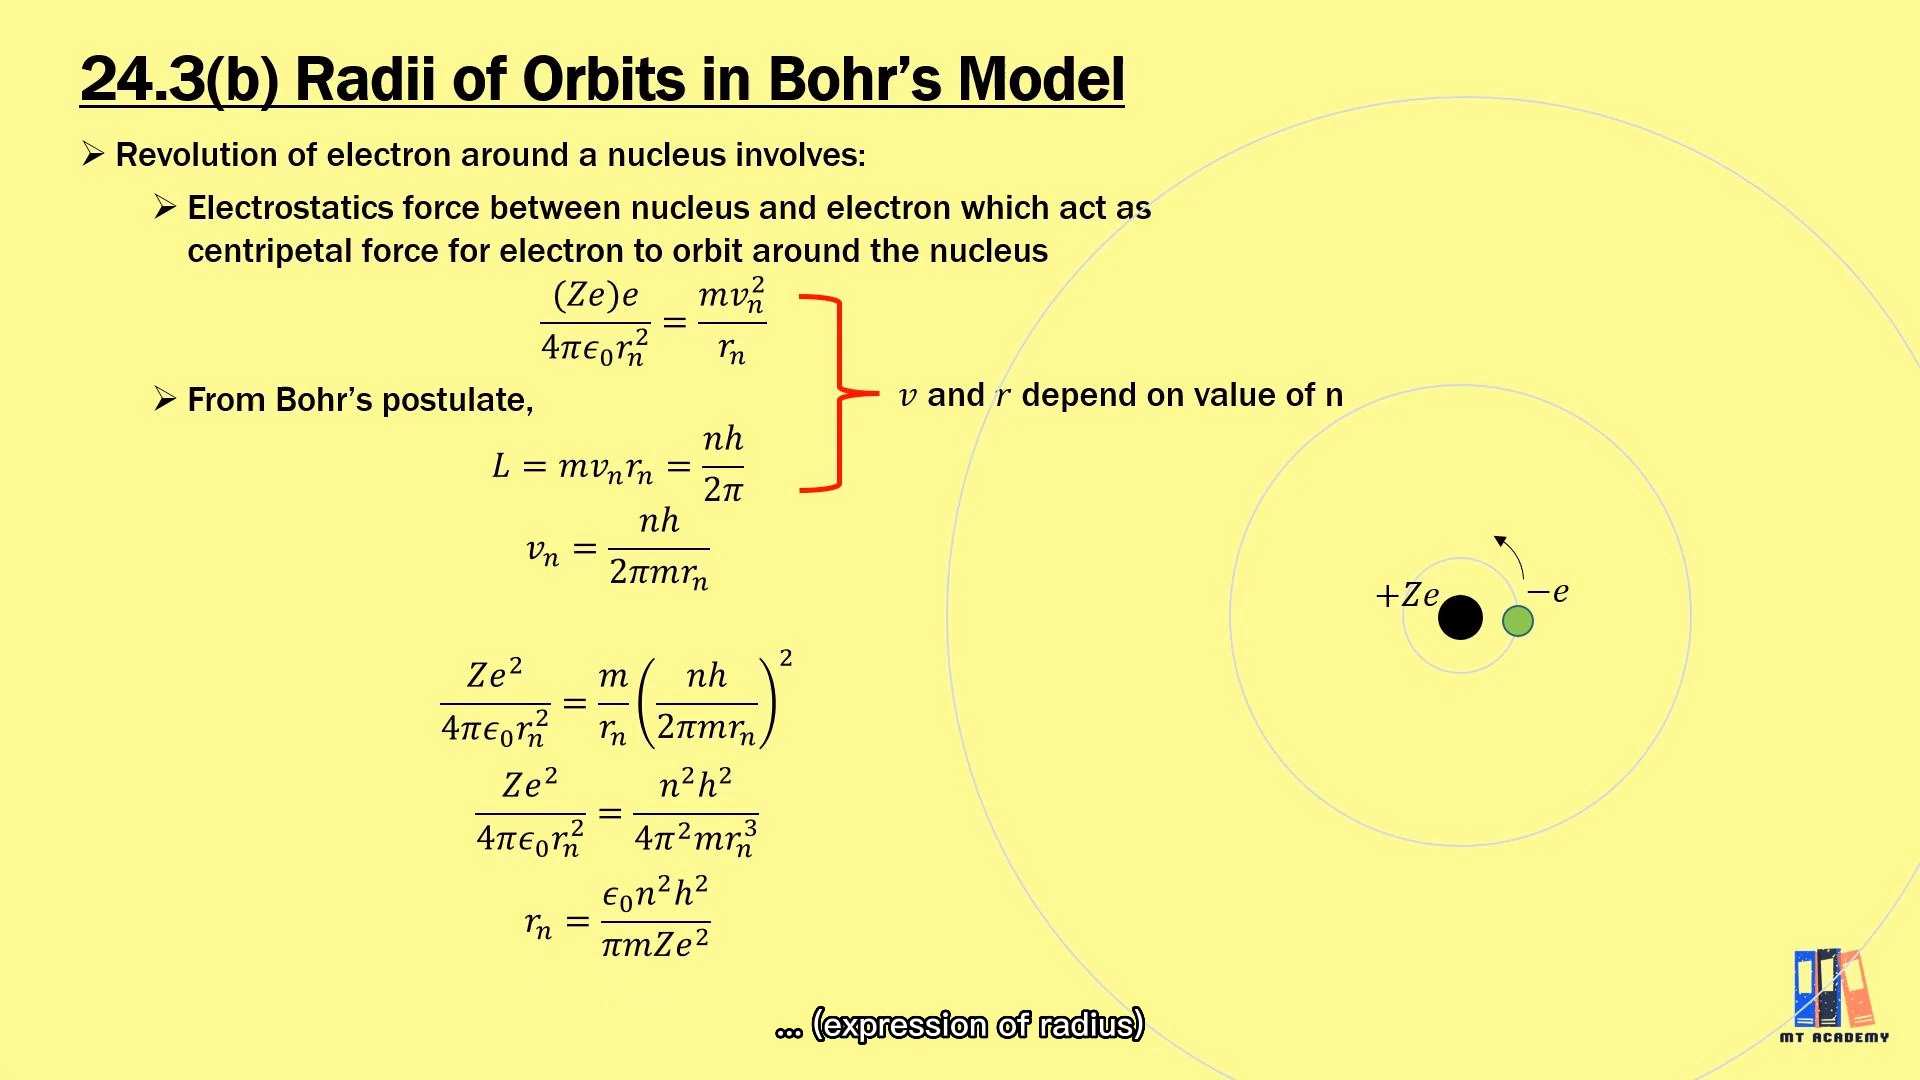 24.3(b) Radii of Orbits in Bohr's Model
➢ Revolution of electron around a nucleus involves:
➢ Electrostatics force between nucleus and electron which act as
centripetal force for electron to orbit around the nucleus
(Ze)e / 4πϵ₀rₙ² = mvₙ² / rₙ
➢ From Bohr's postulate,
v and r depend on value of n
L = mvₙrₙ = nh / 2π
vₙ = nh / 2πmrₙ
+Ze
−e
Ze² / 4πϵ₀rₙ² = m / rₙ (nh / 2πmrₙ)²
Ze² / 4πϵ₀rₙ² = n²h² / 4π²mrₙ³
rₙ = ϵ₀n²h² / πmZe²
... (expression of radius)
MT ACADEMY